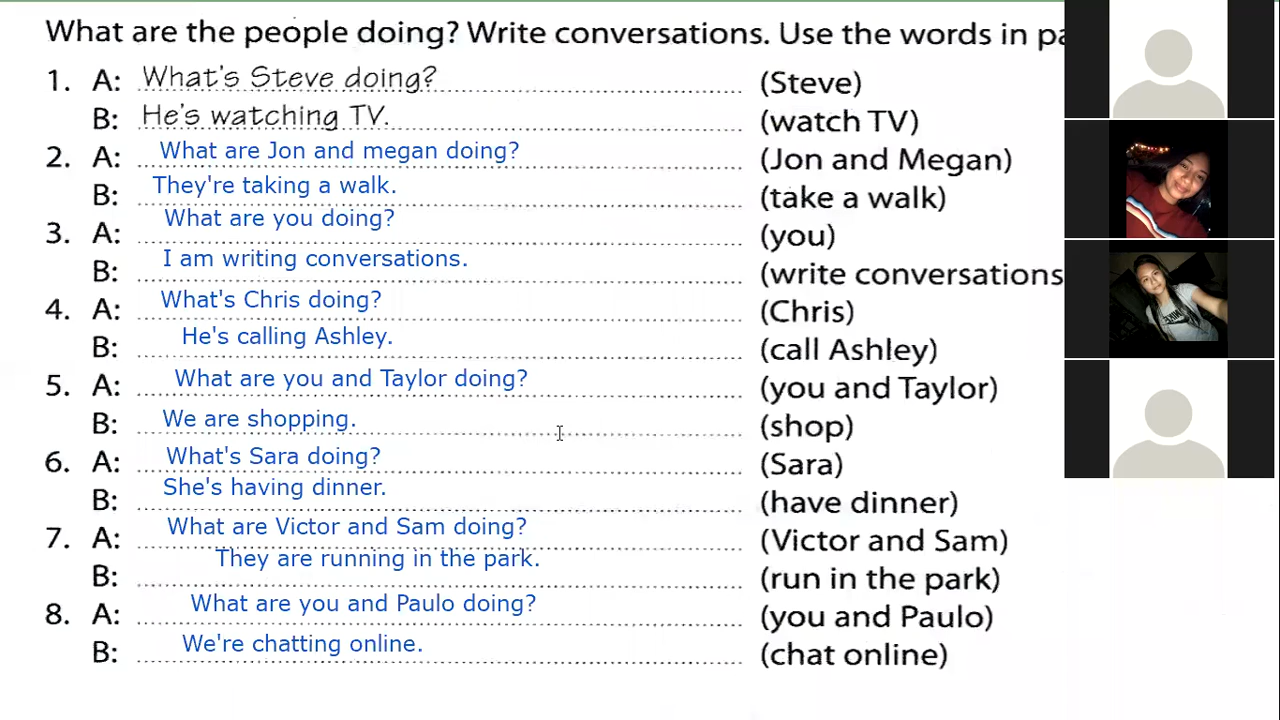 What are the people doing? Write conversations. Use the words in pa
1. A: What's Steve doing? (Steve)
B: He's watching TV. (watch TV)
2. A: What are Jon and megan doing? (Jon and Megan)
B: They're taking a walk. (take a walk)
3. A: What are you doing? (you)
B: I am writing conversations. (write conversations
4. A: What's Chris doing? (Chris)
B: He's calling Ashley. (call Ashley)
5. A: What are you and Taylor doing? (you and Taylor)
B: We are shopping. (shop)
6. A: What's Sara doing? (Sara)
B: She's having dinner. (have dinner)
7. A: What are Victor and Sam doing? (Victor and Sam)
B: They are running in the park. (run in the park)
8. A: What are you and Paulo doing? (you and Paulo)
B: We're chatting online. (chat online)